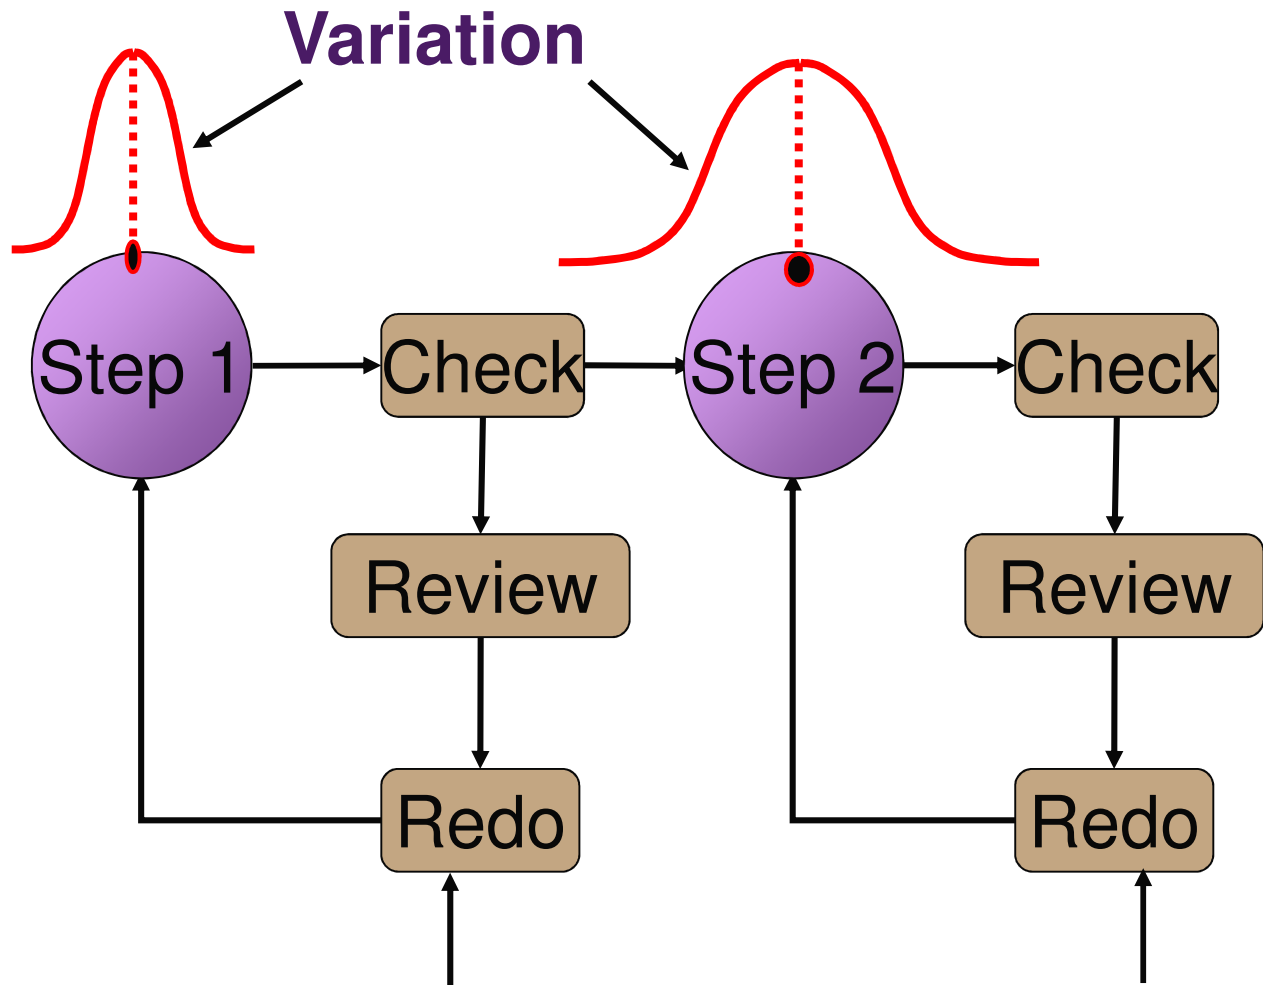 Variation
Step 1
Check
Step 2
Check
Review
Review
Redo
Redo